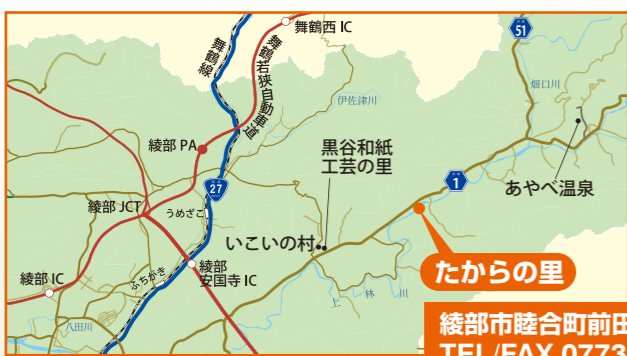 51
舞鶴西 IC
舞鶴線
舞鶴若狭自動車道
伊佐津川
畑口川
綾部 PA
黒谷和紙
工芸の里
27
1
あやべ温泉
綾部 JCT
うめざこ
いこいの村
たからの里
綾部
安国寺 IC
綾部 IC
ふちがき
上林川
八田川
綾部市睦合町前田
TEL/FAX 0773